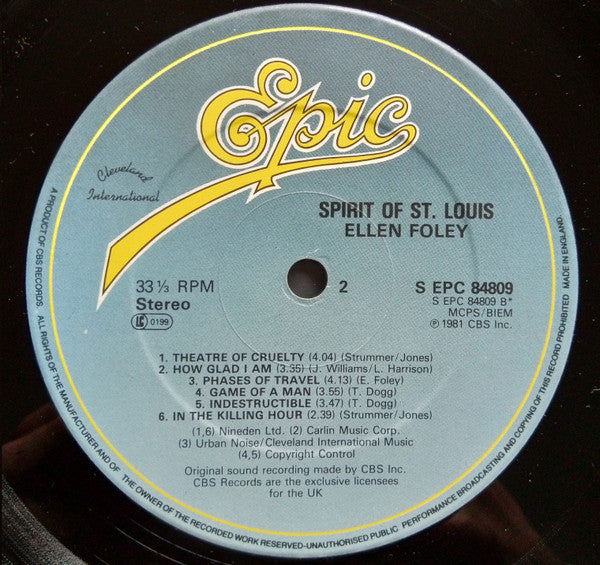 Epic
Cleveland
International
SPIRIT OF ST. LOUIS
ELLEN FOLEY
33⅓ RPM
Stereo
LC 0199
2
S EPC 84809
S EPC 84809 B*
MCPS/BIEM
℗ 1981 CBS Inc.
1. THEATRE OF CRUELTY (4.04) (Strummer/Jones)
2. HOW GLAD I AM (3.35) (J. Williams/L. Harrison)
3. PHASES OF TRAVEL (4.13) (E. Foley)
4. GAME OF A MAN (3.55) (T. Dogg)
5. INDESTRUCTIBLE (3.47) (T. Dogg)
6. IN THE KILLING HOUR (2.39) (Strummer/Jones)
(1,6) Nineden Ltd. (2) Carlin Music Corp.
(3) Urban Noise/Cleveland International Music
(4,5) Copyright Control
Original sound recording made by CBS Inc.
CBS Records are the exclusive licensees
for the UK
A PRODUCT OF CBS RECORDS. ALL RIGHTS OF THE MANUFACTURER AND OF THE OWNER OF THE RECORDED WORK RESERVED-UNAUTHORISED PUBLIC PERFORMANCE BROADCASTING AND COPYING OF THIS RECORD PROHIBITED MADE IN ENGLAND.